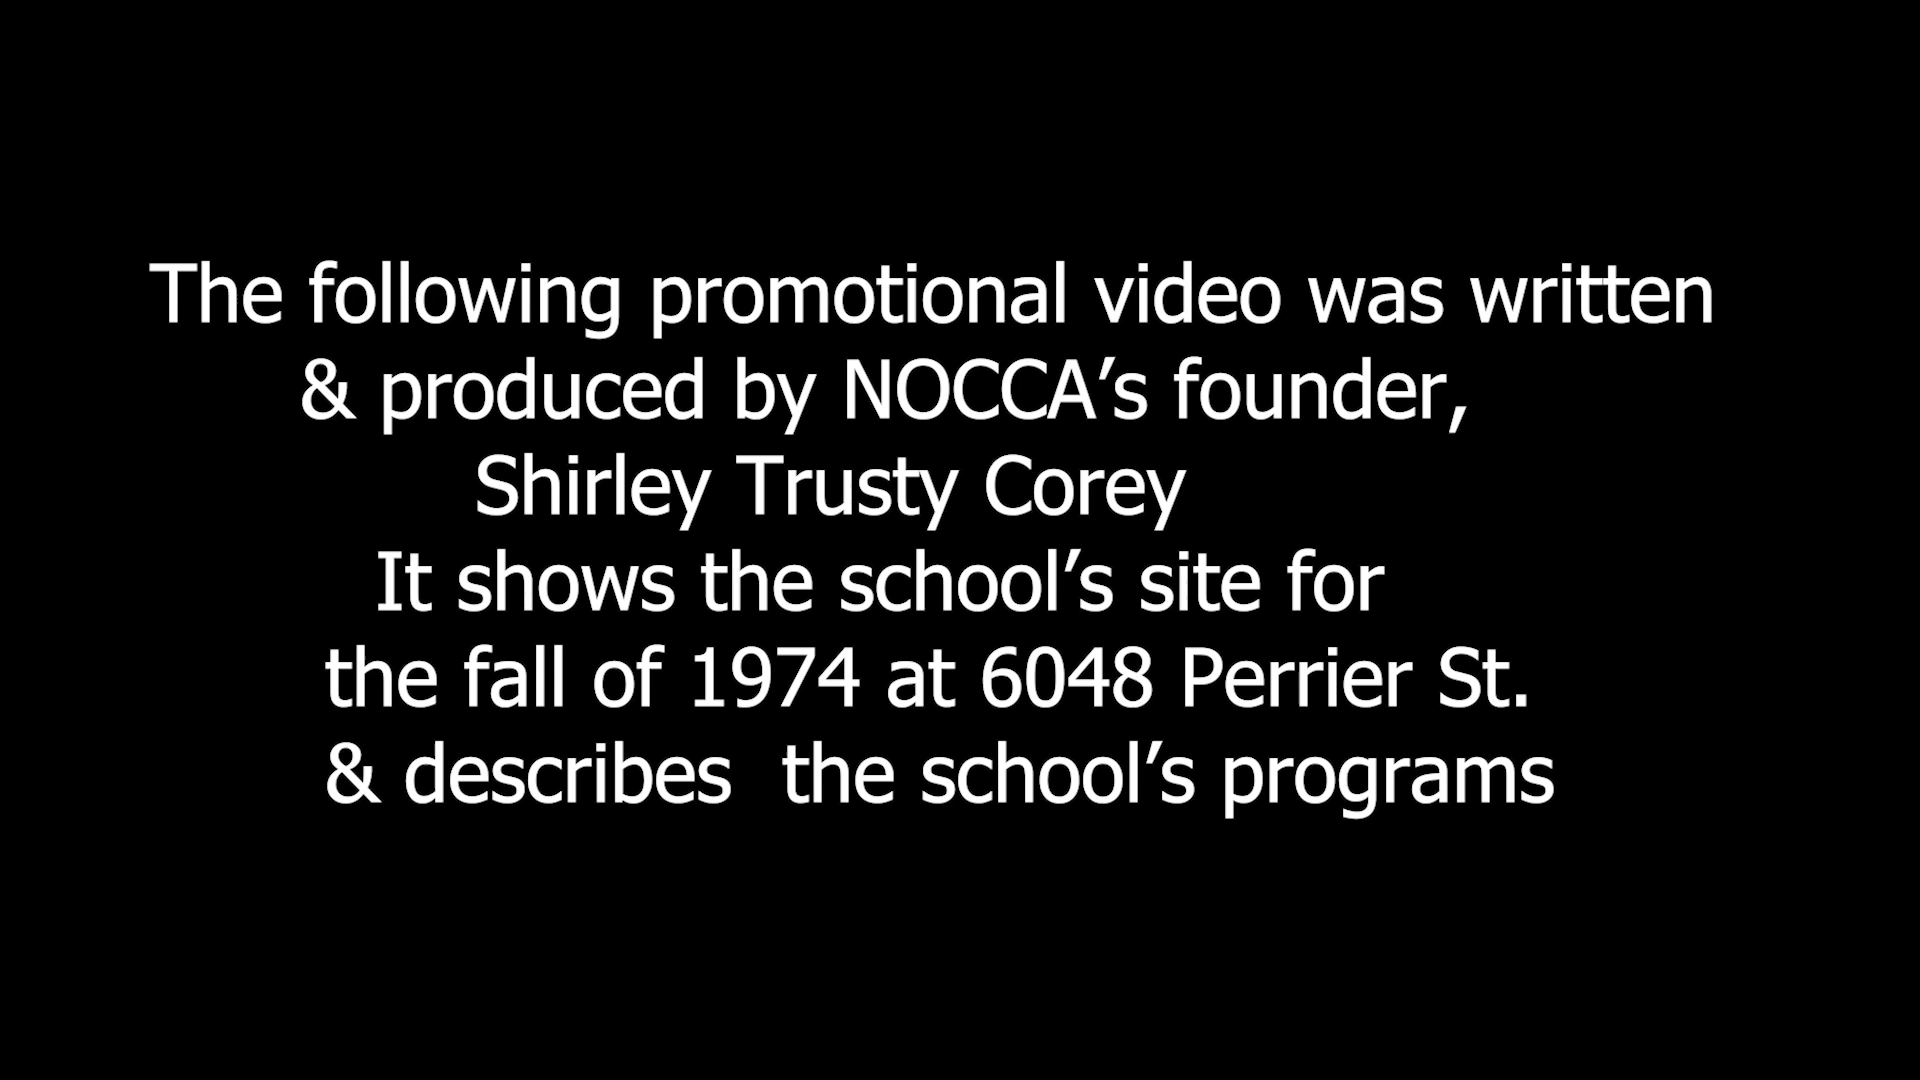 The following promotional video was written
& produced by NOCCA’s founder,
Shirley Trusty Corey
It shows the school’s site for
the fall of 1974 at 6048 Perrier St.
& describes  the school’s programs